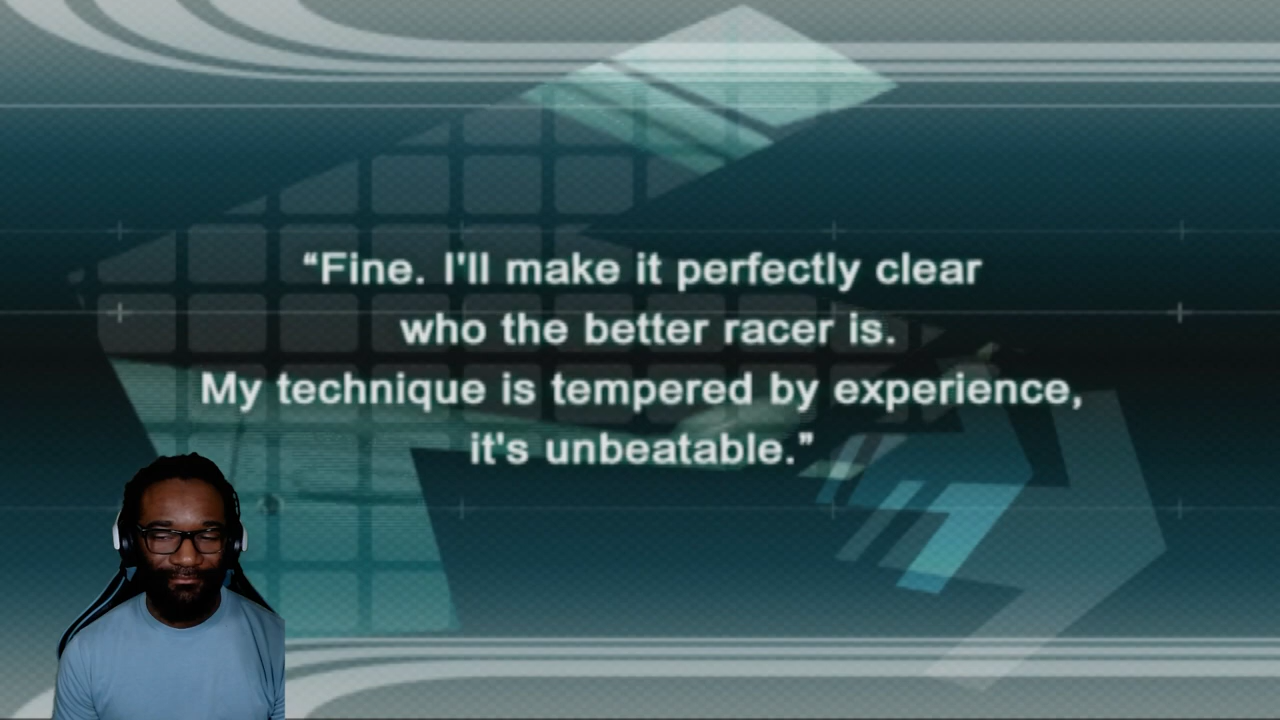 “Fine. I'll make it perfectly clear
who the better racer is.
My technique is tempered by experience,
it's unbeatable.”